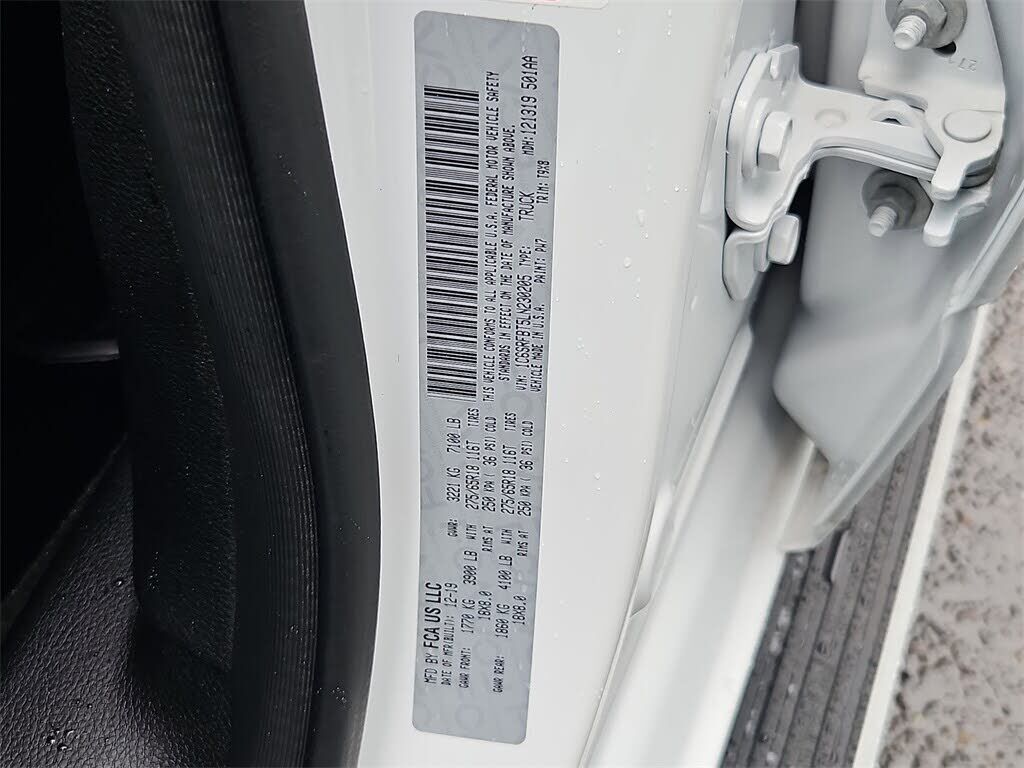 MFD BY FCA US LLC
DATE OF MFR(BUILT): 12-19 GVWR: 3221 KG 7100 LB
GAWR FRONT: 1770 KG 3900 LB WITH 275/65R18 116T TIRES
18X8.0 RIMS AT 250 KPA( 36 PSI) COLD
GAWR REAR: 1860 KG 4100 LB WITH 275/65R18 116T TIRES
18X8.0 RIMS AT 250 KPA( 36 PSI) COLD
THIS VEHICLE CONFORMS TO ALL APPLICABLE U.S.A. FEDERAL MOTOR VEHICLE SAFETY
STANDARDS IN EFFECT ON THE DATE OF MANUFACTURE SHOWN ABOVE.
VIN: 1C6SRFBT5LN230205 TYPE: TRUCK MDH:121319 501AA
VEHICLE MADE IN U.S.A. PAINT: PW7 TRIM: T9X8
271